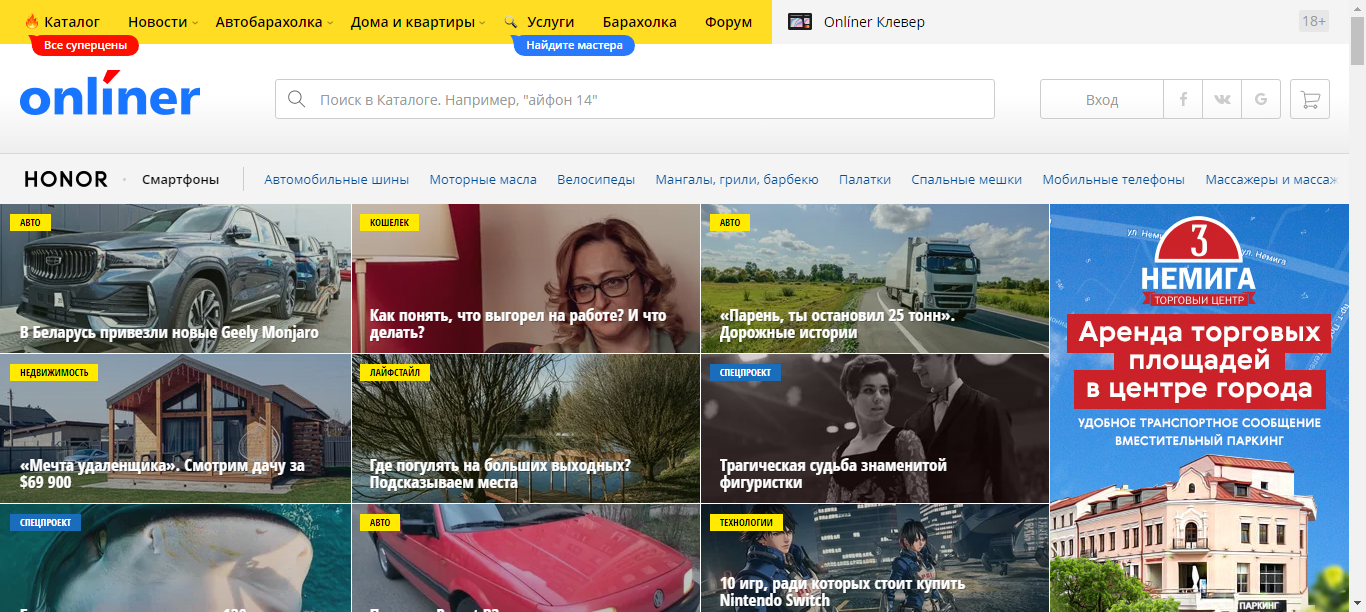 Каталог
Новости
Автобарахолка
Дома и квартиры
Услуги
Барахолка
Форум
Onlíner Клевер
18+
Все суперцены
Найдите мастера
onlíner
Поиск в Каталоге. Например, "айфон 14"
Вход
HONOR
Смартфоны
Автомобильные шины
Моторные масла
Велосипеды
Мангалы, грили, барбекю
Палатки
Спальные мешки
Мобильные телефоны
Массажеры и массаж
АВТО
В Беларусь привезли новые Geely Monjaro
КОШЕЛЕК
Как понять, что выгорел на работе? И что
делать?
АВТО
«Парень, ты остановил 25 тонн».
Дорожные истории
НЕДВИЖИМОСТЬ
«Мечта удаленщика». Смотрим дачу за
$69 900
ЛАЙФСТАЙЛ
Где погулять на больших выходных?
Подсказываем места
СПЕЦПРОЕКТ
Трагическая судьба знаменитой
фигуристки
СПЕЦПРОЕКТ
АВТО
ТЕХНОЛОГИИ
10 игр, ради которых стоит купить
Nintendo Switch
ул. Немига
ул. Немига
3
НЕМИГА
ТОРГОВЫЙ ЦЕНТР
Аренда торговых
площадей
в центре города
УДОБНОЕ ТРАНСПОРТНОЕ СООБЩЕНИЕ
ВМЕСТИТЕЛЬНЫЙ ПАРКИНГ
ПАРКИНГ